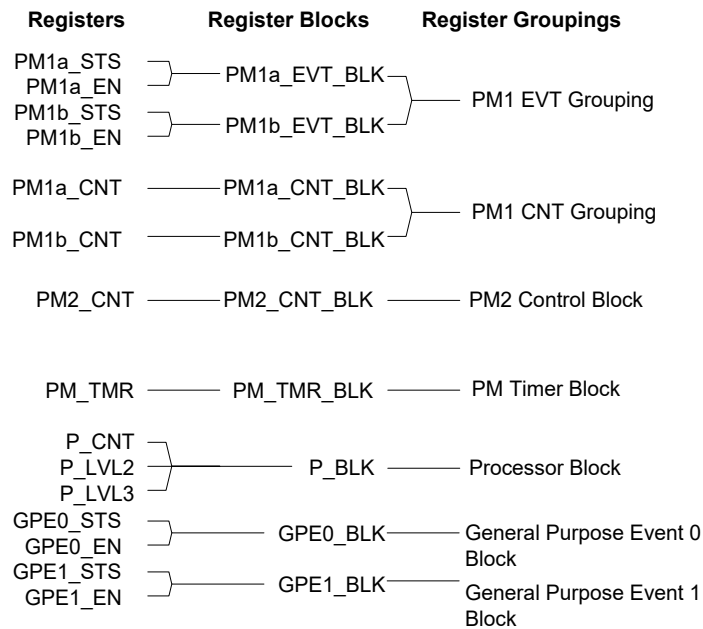 Registers Register Blocks Register Groupings
PM1a_STS
PM1a_EN
PM1a_EVT_BLK
PM1b_STS
PM1b_EN
PM1b_EVT_BLK
PM1 EVT Grouping
PM1a_CNT PM1a_CNT_BLK
PM1b_CNT PM1b_CNT_BLK
PM1 CNT Grouping
PM2_CNT PM2_CNT_BLK PM2 Control Block
PM_TMR PM_TMR_BLK PM Timer Block
P_CNT
P_LVL2 P_BLK Processor Block
P_LVL3
GPE0_STS
GPE0_EN
GPE0_BLK
General Purpose Event 0
Block
GPE1_STS
GPE1_EN
GPE1_BLK
General Purpose Event 1
Block